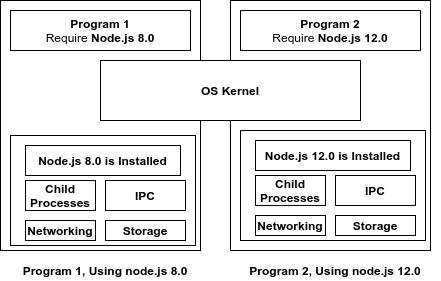 Program 1
Require Node.js 8.0
Program 2
Require Node.js 12.0
OS Kernel
Node.js 8.0 is Installed
Child
Processes
IPC
Networking
Storage
Node.js 12.0 is Installed
Child
Processes
IPC
Networking
Storage
Program 1, Using node.js 8.0
Program 2, Using node.js 12.0